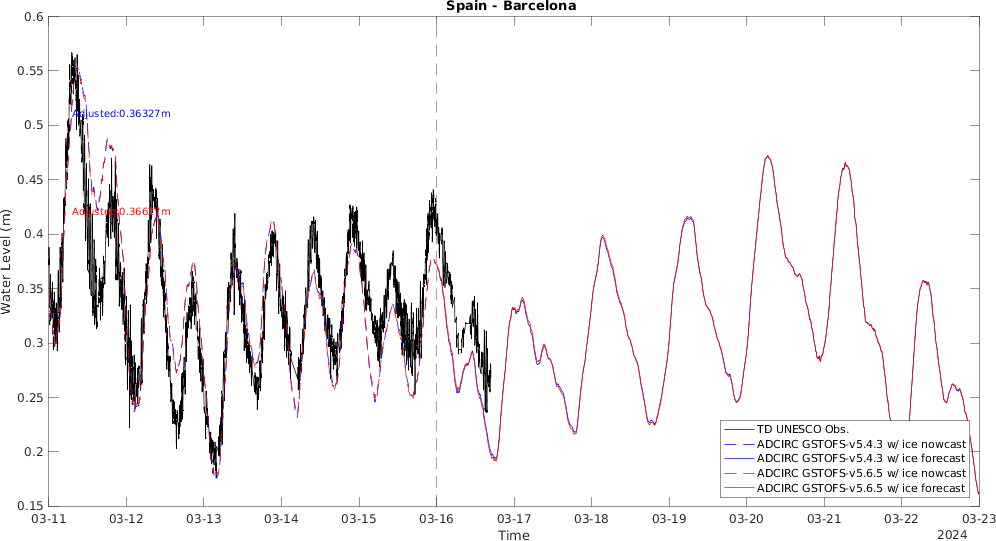 Spain - Barcelona
0.6
0.55
0.5
0.45
0.4
0.35
0.3
0.25
0.2
0.15
Water Level (m)
Adjusted:0.36327m
Adjusted:0.36627m
TD UNESCO Obs.
ADCIRC GSTOFS-v5.4.3 w/ ice nowcast
ADCIRC GSTOFS-v5.4.3 w/ ice forecast
ADCIRC GSTOFS-v5.6.5 w/ ice nowcast
ADCIRC GSTOFS-v5.6.5 w/ ice forecast
03-11 03-12 03-13 03-14 03-15 03-16 03-17 03-18 03-19 03-20 03-21 03-22 03-23
Time
2024